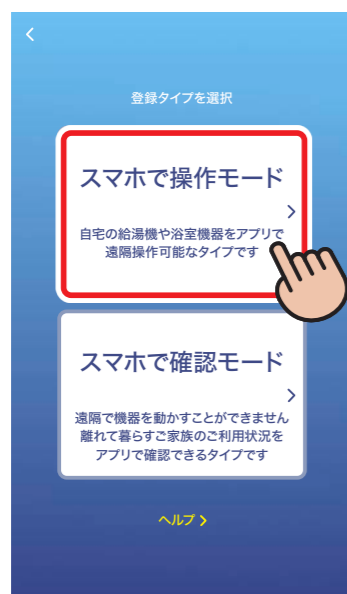 登録タイプを選択
スマホで操作モード
自宅の給湯機や浴室機器をアプリで
遠隔操作可能なタイプです
スマホで確認モード
遠隔で機器を動かすことができません
離れて暮らすご家族のご利用状況を
アプリで確認できるタイプです
ヘルプ